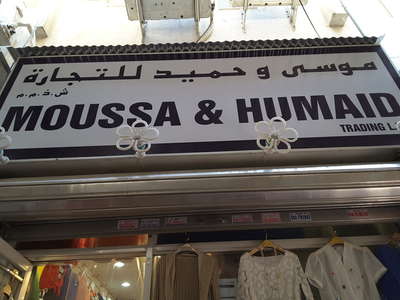 موسى و حميد للتجارة
ش.ذ.م.م
MOUSSA & HUMAID
TRADING L.